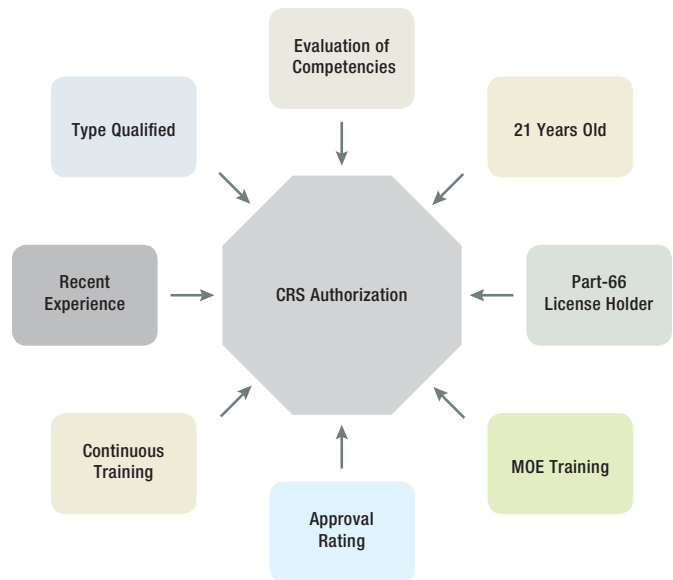 Evaluation of
Competencies
Type Qualified
21 Years Old
Recent
Experience
CRS Authorization
Part-66
License Holder
Continuous
Training
MOE Training
Approval
Rating